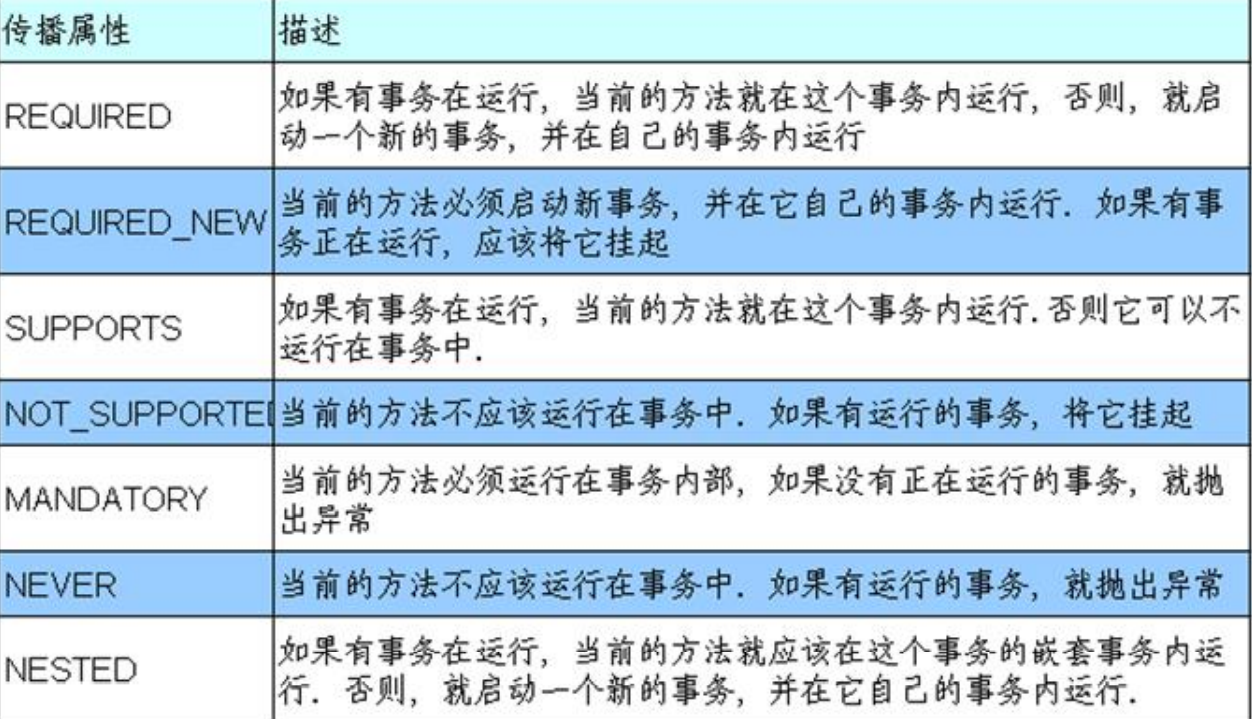 传播属性 描述
REQUIRED
如果有事务在运行, 当前的方法就在这个事务内运行, 否则, 就启
动一个新的事务, 并在自己的事务内运行
REQUIRED_NEW
当前的方法必须启动新事务, 并在它自己的事务内运行. 如果有事
务正在运行, 应该将它挂起
SUPPORTS
如果有事务在运行, 当前的方法就在这个事务内运行. 否则它可以不
运行在事务中.
NOT_SUPPORTED
当前的方法不应该运行在事务中. 如果有运行的事务, 将它挂起
MANDATORY
当前的方法必须运行在事务内部, 如果没有正在运行的事务, 就抛
出异常
NEVER
当前的方法不应该运行在事务中. 如果有运行的事务, 就抛出异常
NESTED
如果有事务在运行, 当前的方法就应该在这个事务的嵌套事务内运
行. 否则, 就启动一个新的事务, 并在它自己的事务内运行.